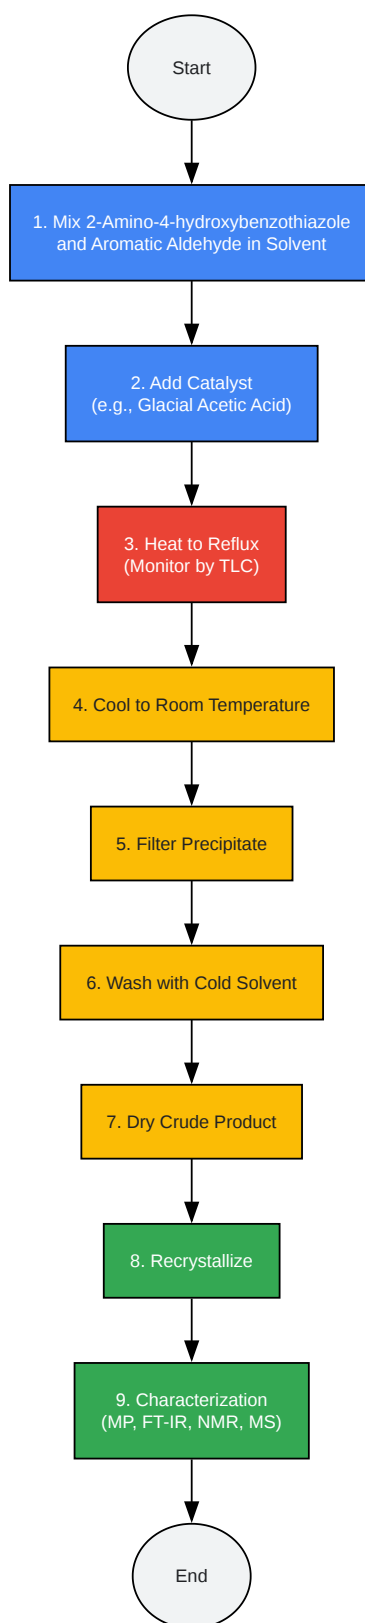 Start
1. Mix 2-Amino-4-hydroxybenzothiazole
and Aromatic Aldehyde in Solvent
2. Add Catalyst
(e.g., Glacial Acetic Acid)
3. Heat to Reflux
(Monitor by TLC)
4. Cool to Room Temperature
5. Filter Precipitate
6. Wash with Cold Solvent
7. Dry Crude Product
8. Recrystallize
9. Characterization
(MP, FT-IR, NMR, MS)
End